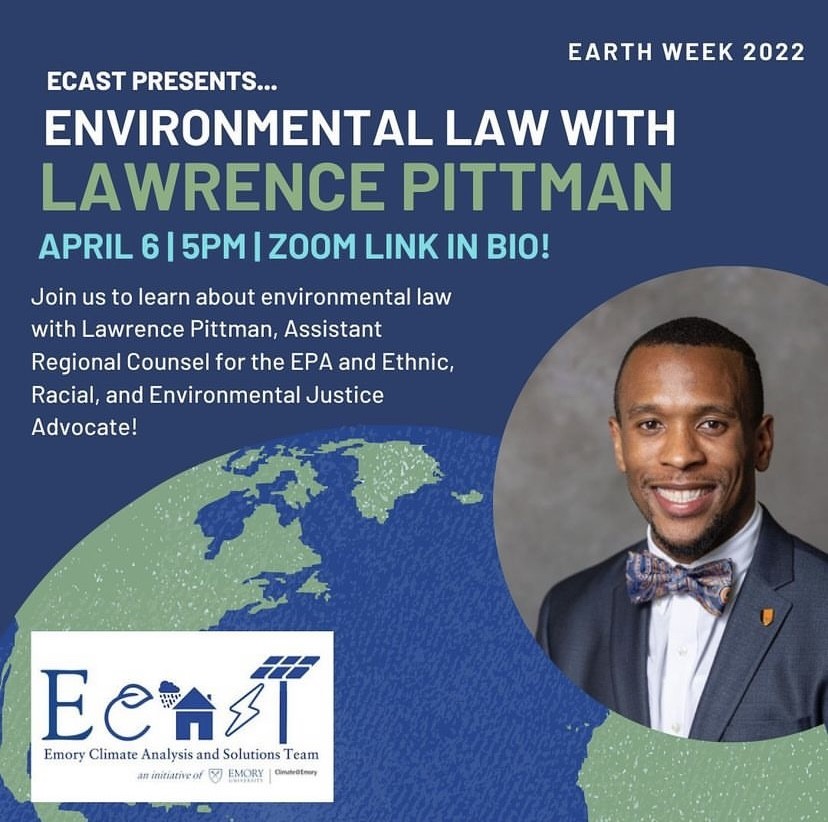 EARTH WEEK 2022
ECAST PRESENTS...
ENVIRONMENTAL LAW WITH
LAWRENCE PITTMAN
APRIL 6 | 5PM | ZOOM LINK IN BIO!
Join us to learn about environmental law
with Lawrence Pittman, Assistant
Regional Counsel for the EPA and Ethnic,
Racial, and Environmental Justice
Advocate!
EcasT
Emory Climate Analysis and Solutions Team
an initiative of EMORY UNIVERSITY | Climate@Emory